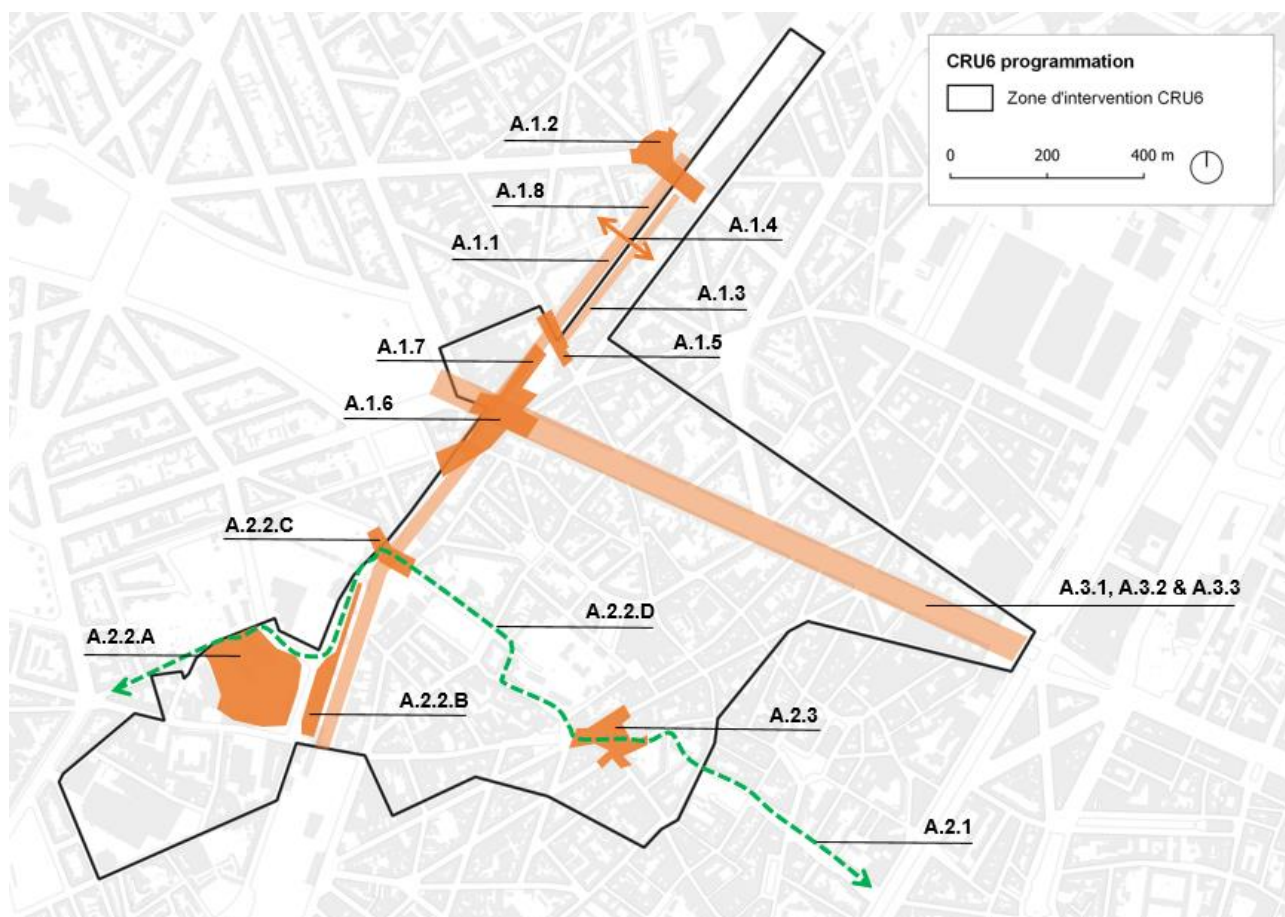 CRU6 programmation
Zone d'intervention CRU6
0 200 400 m
A.1.2
A.1.8
A.1.4
A.1.1
A.1.3
A.1.7
A.1.5
A.1.6
A.2.2.C
A.3.1, A.3.2 & A.3.3
A.2.2.D
A.2.2.A
A.2.2.B
A.2.3
A.2.1